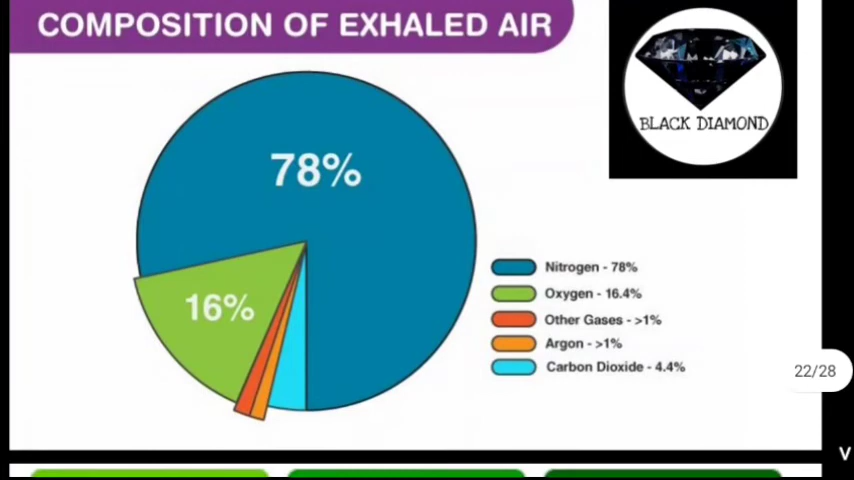 COMPOSITION OF EXHALED AIR
BLACK DIAMOND
78%
16%
Nitrogen - 78%
Oxygen - 16.4%
Other Gases - >1%
Argon - >1%
Carbon Dioxide - 4.4%
22/28
V